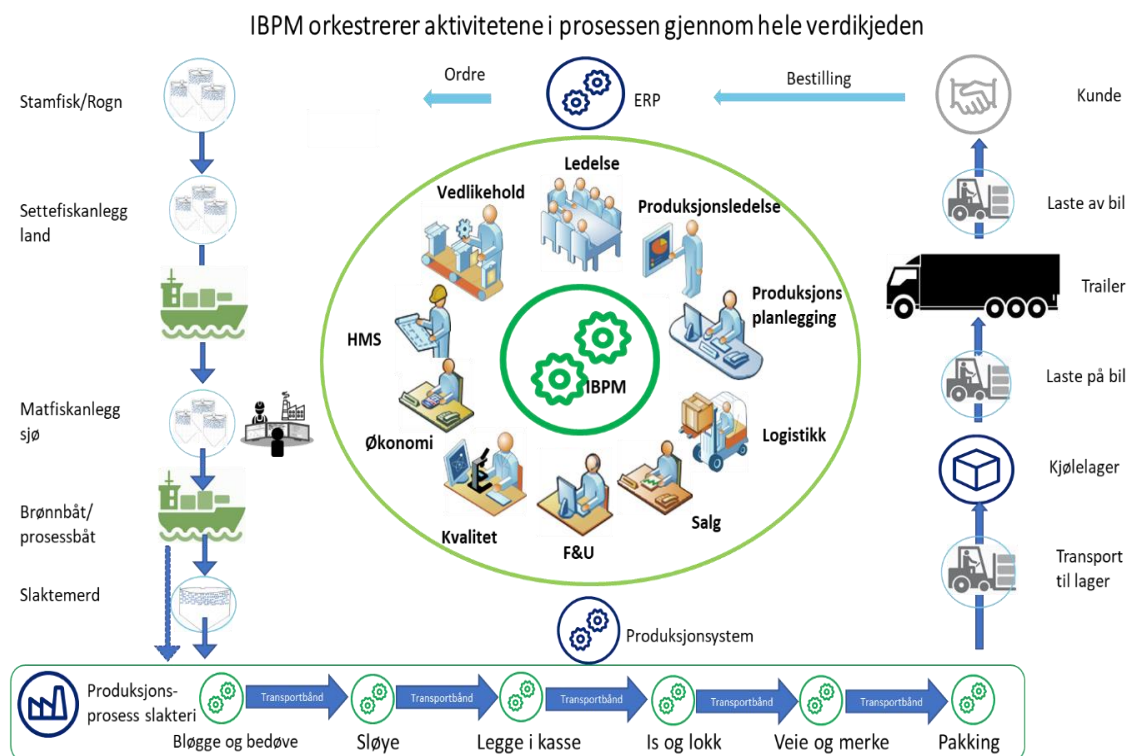 IBPM orkestrerer aktivitetene i prosessen gjennom hele verdikjeden
Ordre
Bestilling
ERP
Stamfisk/Rogn
Kunde
Ledelse
Vedlikehold
Produksjonsledelse
Settefiskanlegg
land
Laste av bil
Produksjons
planlegging
Trailer
HMS
IBPM
Laste på bil
Matfiskanlegg
sjø
Økonomi
Logistikk
Kjølelager
Brønnbåt/
prosessbåt
Kvalitet
F&U
Salg
Transport
til lager
Slaktemerd
Produksjonsystem
Produksjons-
prosess slakteri
Transportbånd
Transportbånd
Transportbånd
Transportbånd
Transportbånd
Bløgge og bedøve
Sløye
Legge i kasse
Is og lokk
Veie og merke
Pakking